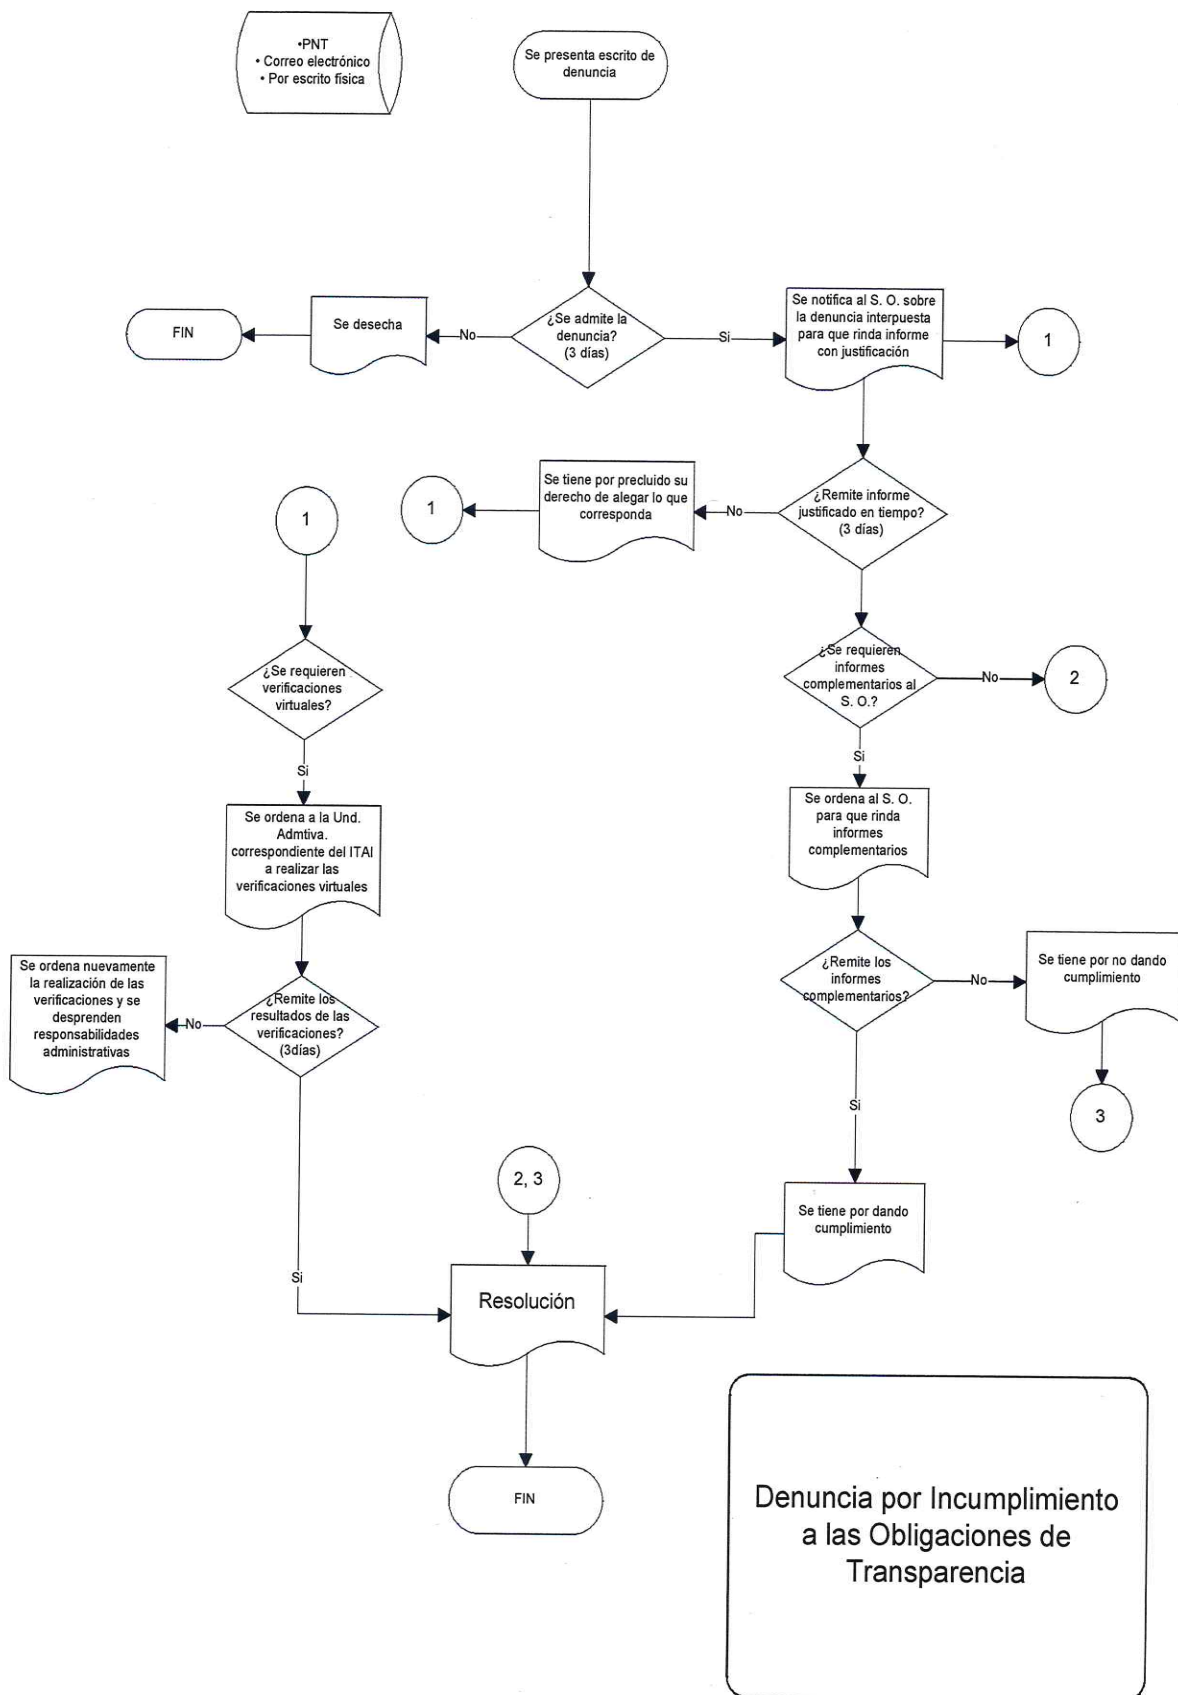 •PNT
• Correo electrónico
• Por escrito física
Se presenta escrito de
denuncia
FIN
Se desecha
No
¿Se admite la
denuncia?
(3 días)
Si
Se notifica al S. O. sobre
la denuncia interpuesta
para que rinda informe
con justificación
1
1
1
Se tiene por precluido su
derecho de alegar lo que
corresponda
No
¿Remite informe
justificado en tiempo?
(3 días)
¿Se requieren
verificaciones
virtuales?
Si
¿Se requieren
informes
complementarios al
S. O.?
No
2
Si
Se ordena a la Und.
Admtiva.
correspondiente del ITAI
a realizar las
verificaciones virtuales
Se ordena al S. O.
para que rinda
informes
complementarios
Se ordena nuevamente
la realización de las
verificaciones y se
desprenden
responsabilidades
administrativas
No
¿Remite los
resultados de las
verificaciones?
(3días)
Si
¿Remite los
informes
complementarios?
No
Se tiene por no dando
cumplimiento
3
Si
2, 3
Se tiene por dando
cumplimiento
Resolución
FIN
Denuncia por Incumplimiento
a las Obligaciones de
Transparencia